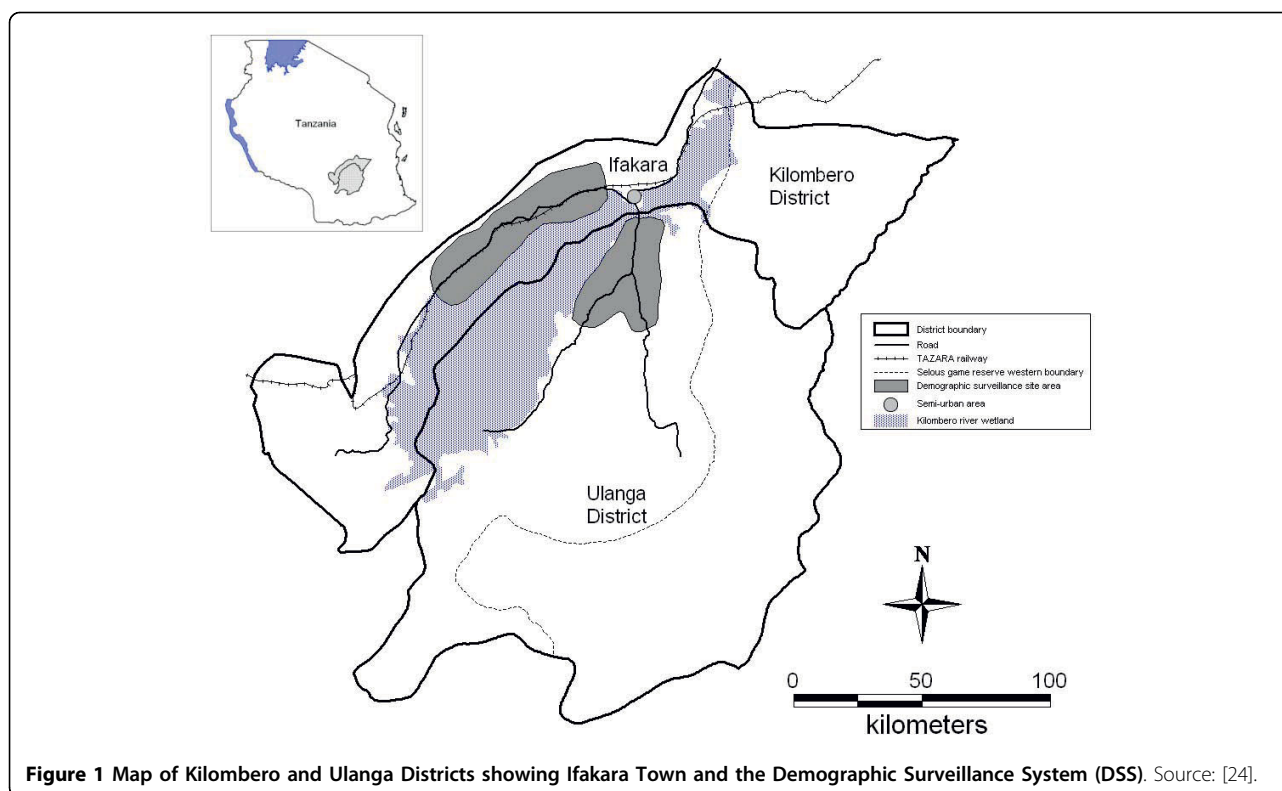 Tanzania
Ifakara
Kilombero
District
District boundary
Road
TAZARA railway
Selous game reserve western boundary
Demographic surveillance site area
Semi-urban area
Kilombero river wetland
Ulanga
District
N
0 50 100
kilometers
Figure 1 Map of Kilombero and Ulanga Districts showing Ifakara Town and the Demographic Surveillance System (DSS). Source: [24].